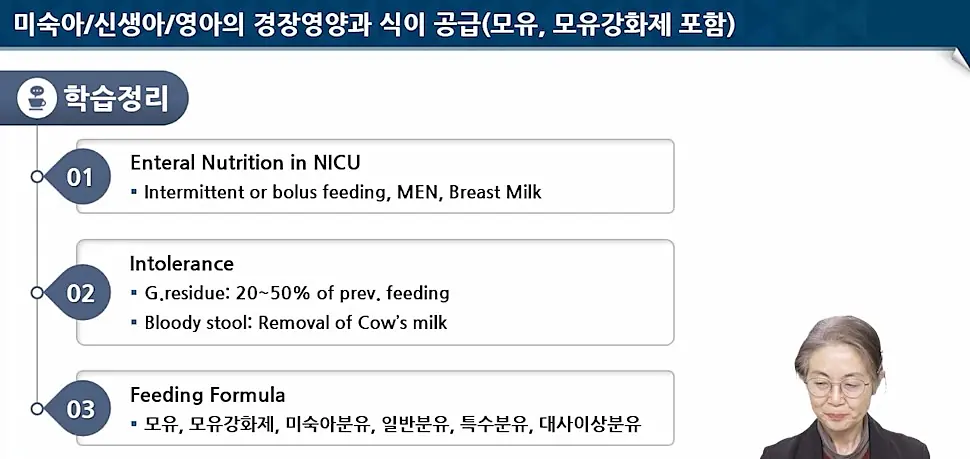 미숙아/신생아/영아의 경장영양과 식이 공급(모유, 모유강화제 포함)
학습정리
01
Enteral Nutrition in NICU
▪ Intermittent or bolus feeding, MEN, Breast Milk
02
Intolerance
▪ G.residue: 20~50% of prev. feeding
▪ Bloody stool: Removal of Cow's milk
03
Feeding Formula
▪ 모유, 모유강화제, 미숙아분유, 일반분유, 특수분유, 대사이상분유